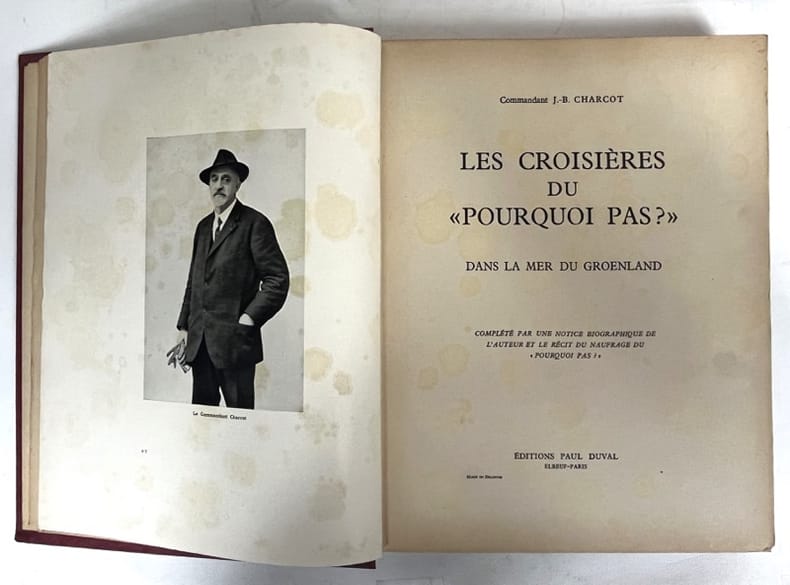 Le Commandant Charcot
Commandant J.-B. CHARCOT
LES CROISIÈRES
DU
«POURQUOI PAS?»
DANS LA MER DU GROENLAND
COMPLÉTÉ PAR UNE NOTICE BIOGRAPHIQUE DE
L'AUTEUR ET LE RÉCIT DU NAUFRAGE DU
«POURQUOI PAS?»
ÉDITIONS PAUL DUVAL
ELBEUF-PARIS